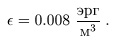 ϵ = 0.008 эрг/м³ .